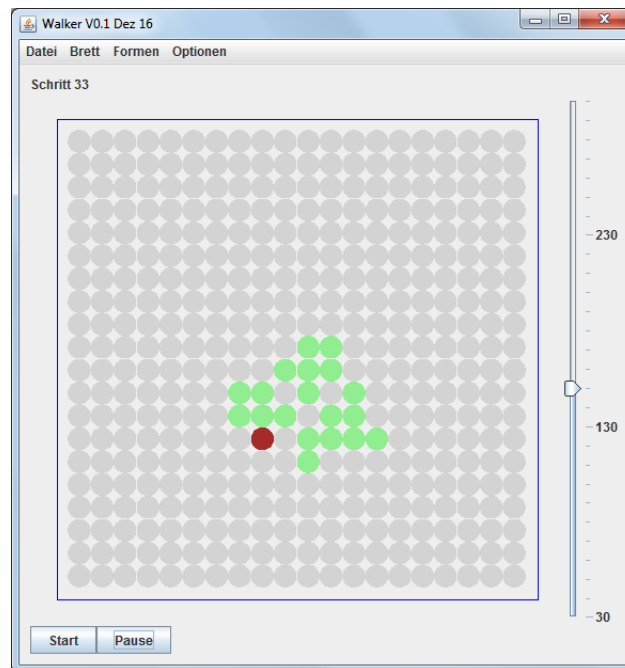 Walker V0.1 Dez 16
Datei Brett Formen Optionen
Schritt 33
230
130
30
Start Pause